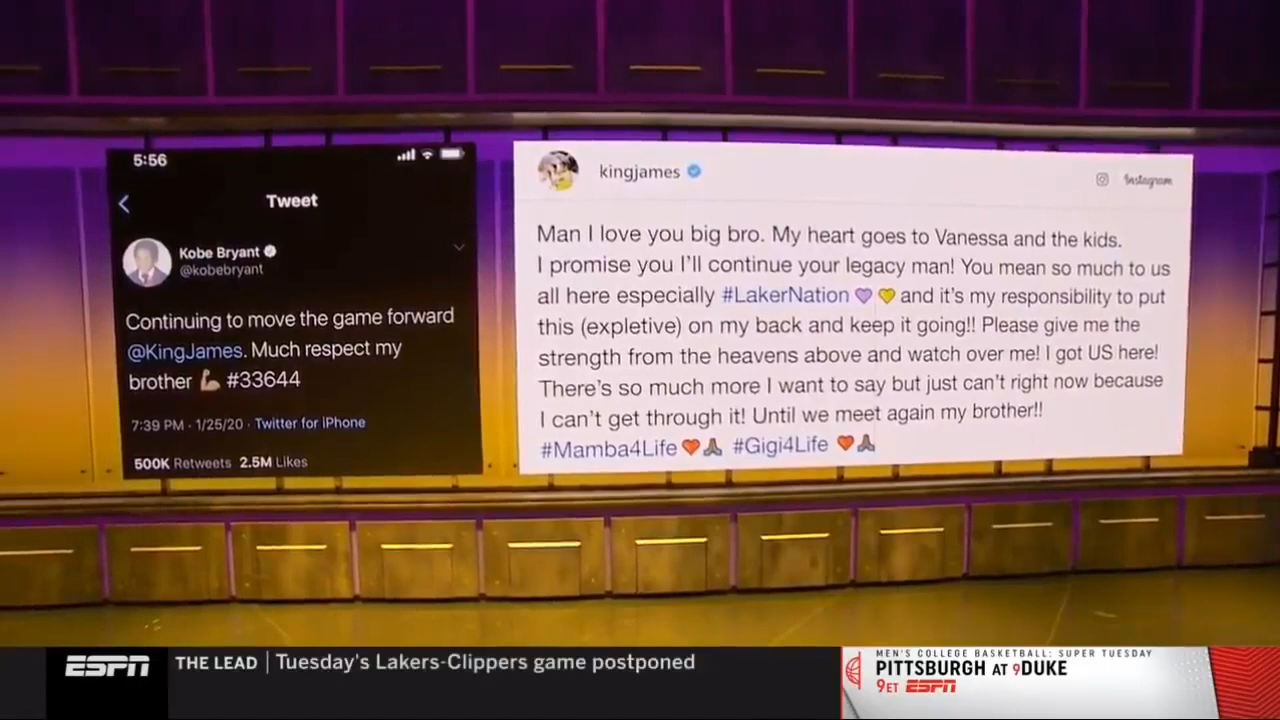 5:56
Tweet
Kobe Bryant
@kobebryant
Continuing to move the game forward
@KingJames. Much respect my
brother 💪🏼 #33644
7:39 PM · 1/25/20 · Twitter for iPhone
500K Retweets 2.5M Likes
kingjames
Instagram
Man I love you big bro. My heart goes to Vanessa and the kids.
I promise you I'll continue your legacy man! You mean so much to us
all here especially #LakerNation 💜 💛 and it's my responsibility to put
this (expletive) on my back and keep it going!! Please give me the
strength from the heavens above and watch over me! I got US here!
There's so much more I want to say but just can't right now because
I can't get through it! Until we meet again my brother!!
#Mamba4Life ❤️🙏🏾 #Gigi4Life ❤️🙏🏾
ESPN
THE LEAD | Tuesday's Lakers-Clippers game postponed
MEN'S COLLEGE BASKETBALL: SUPER TUESDAY
PITTSBURGH AT 9DUKE
9ET ESPN